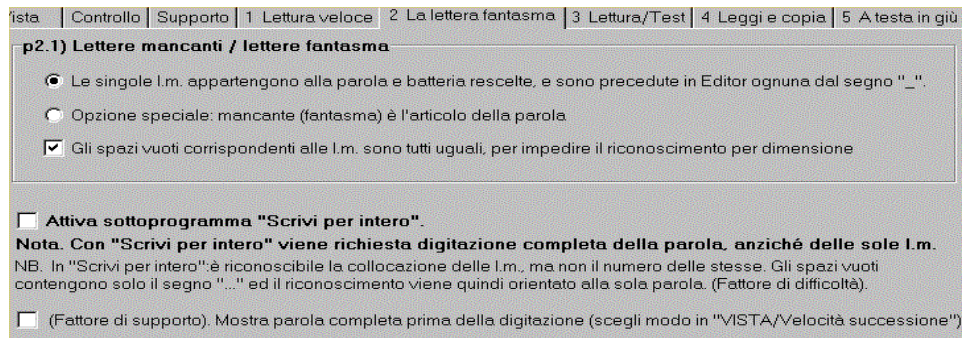 'ista Controllo Supporto 1 Lettura veloce 2 La lettera fantasma 3 Lettura/Test 4 Leggi e copia 5 A testa in giù
p2.1) Lettere mancanti / lettere fantasma
Le singole l.m. appartengono alla parola e batteria rescelte, e sono precedute in Editor ognuna dal segno "_".
Opzione speciale: mancante (fantasma) è l'articolo della parola
Gli spazi vuoti corrispondenti alle l.m. sono tutti uguali, per impedire il riconoscimento per dimensione
Attiva sottoprogramma "Scrivi per intero".
Nota. Con "Scrivi per intero" viene richiesta digitazione completa della parola, anziché delle sole l.m.
NB. In "Scrivi per intero":è riconoscibile la collocazione delle l.m., ma non il numero delle stesse. Gli spazi vuoti
contengono solo il segno "..." ed il riconoscimento viene quindi orientato alla sola parola. (Fattore di difficoltà).
(Fattore di supporto). Mostra parola completa prima della digitazione (scegli modo in "VISTA/Velocità successione")